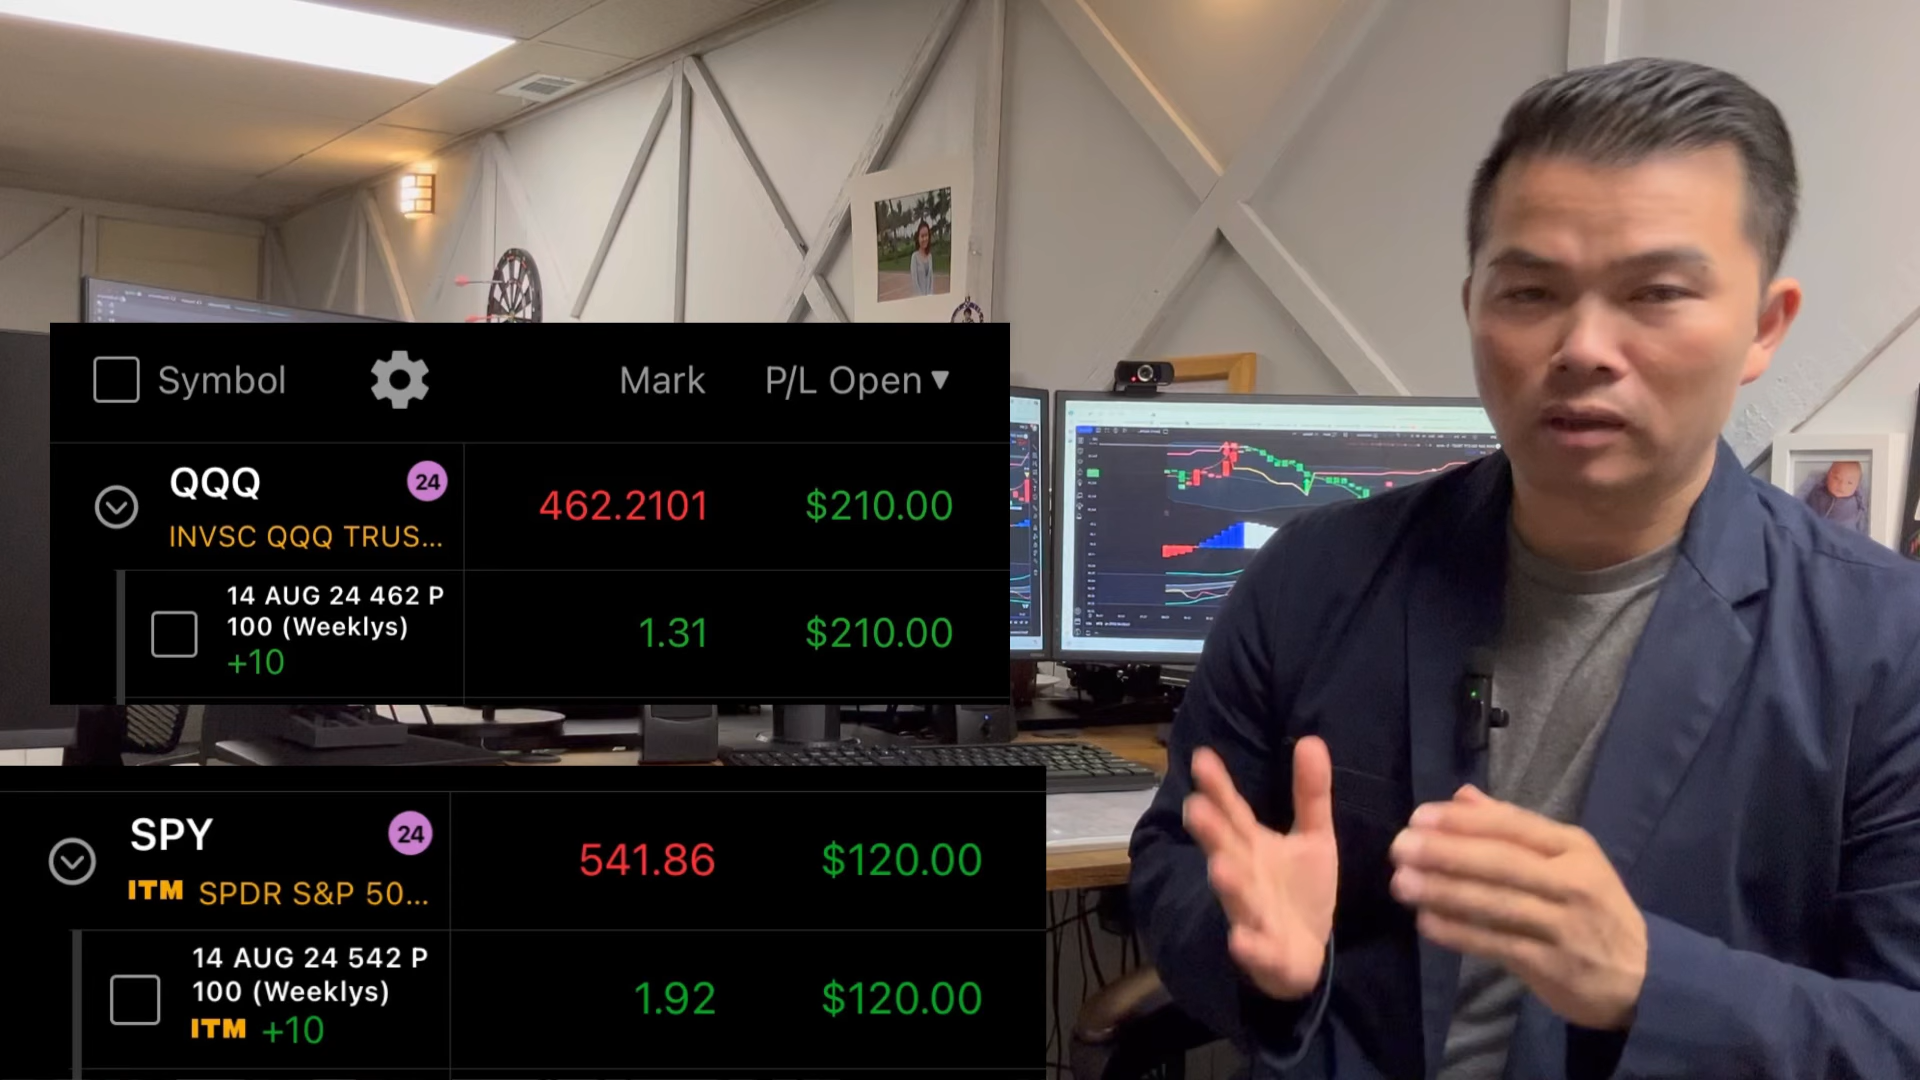 Symbol Mark P/L Open ▼
QQQ 24 462.2101 $210.00
INVSC QQQ TRUS...
14 AUG 24 462 P
100 (Weeklys) 1.31 $210.00
+10
SPY 24 541.86 $120.00
ITM SPDR S&P 50...
14 AUG 24 542 P
100 (Weeklys) 1.92 $120.00
ITM +10